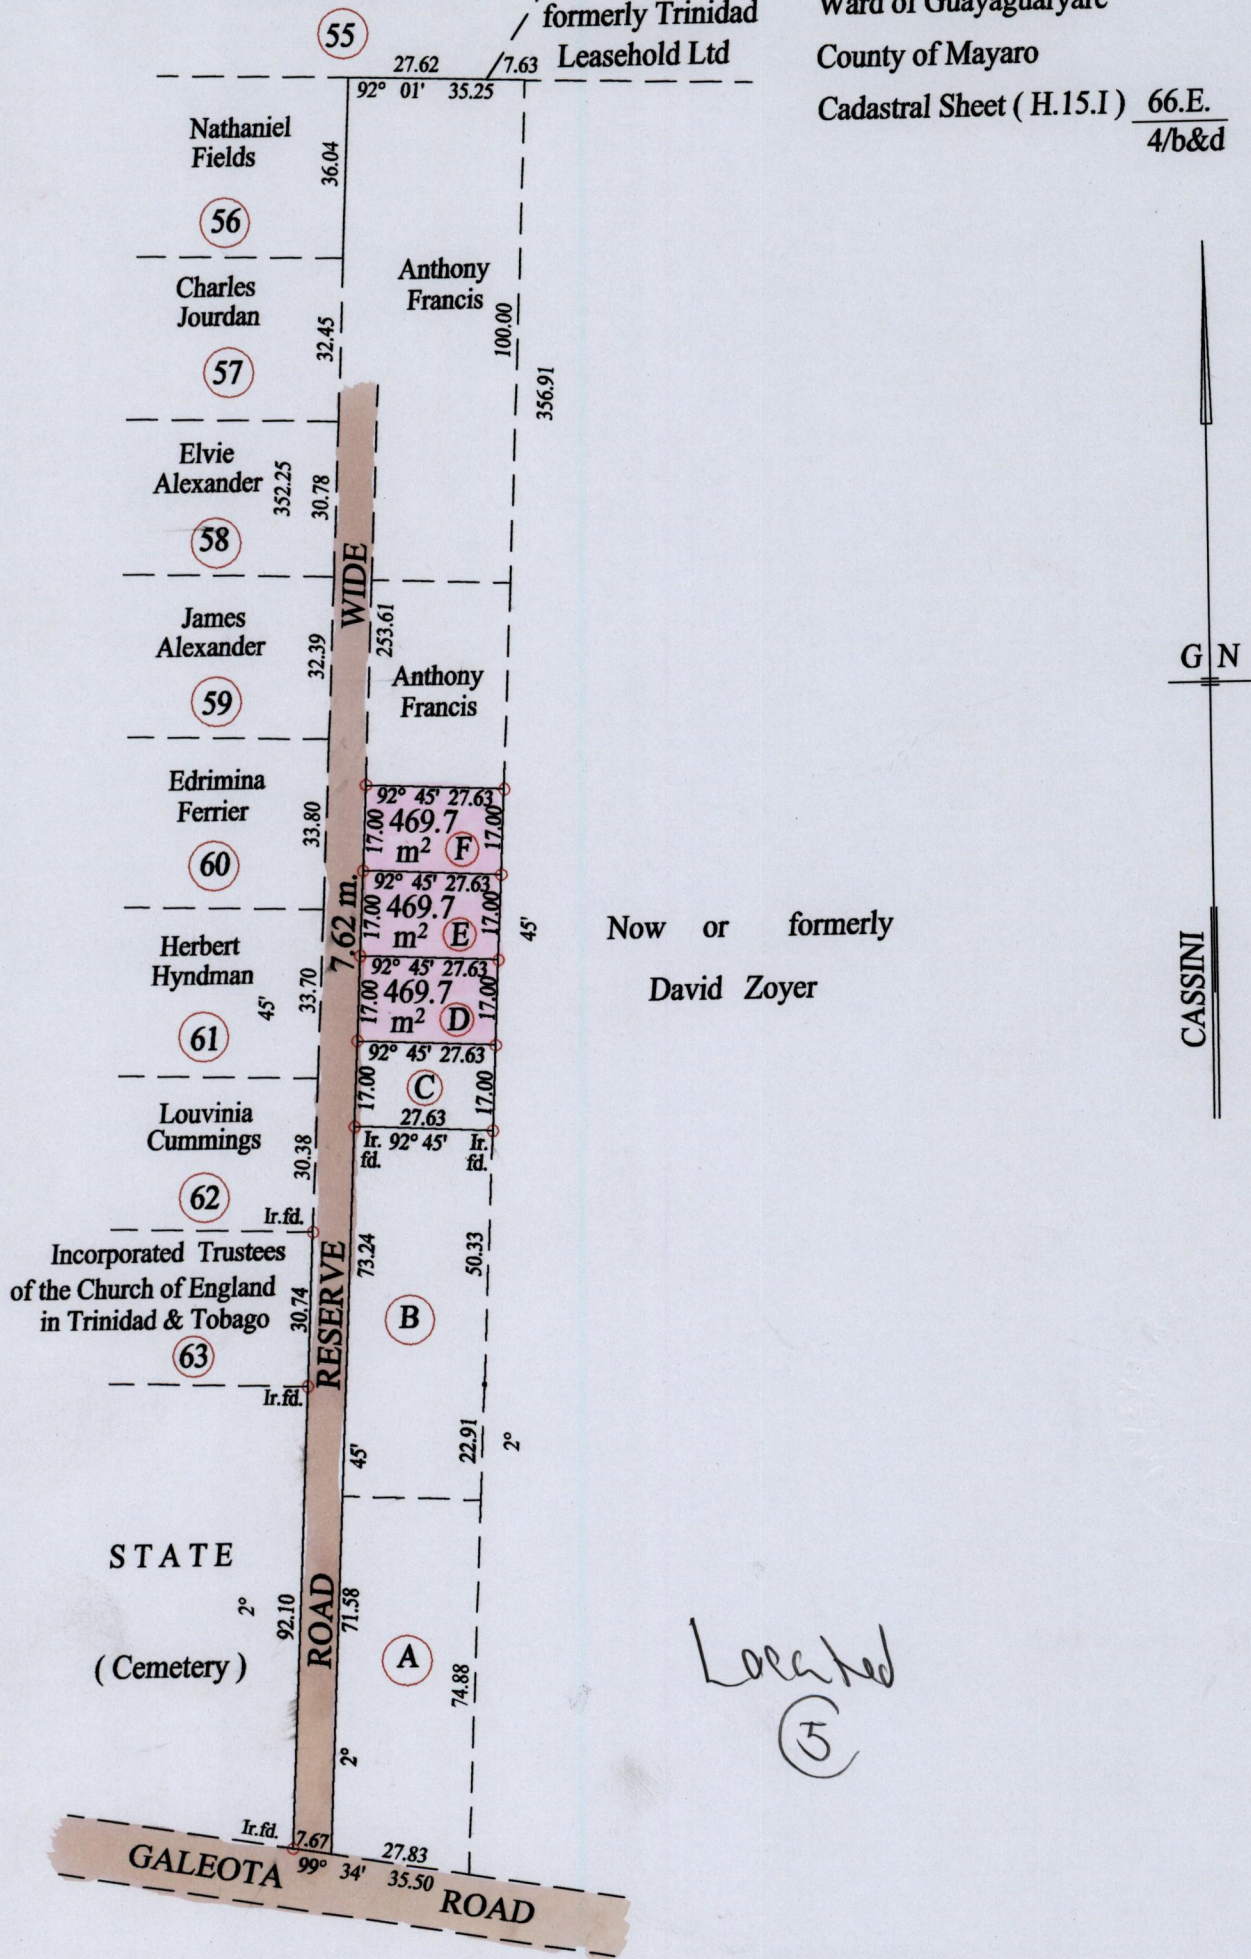 formerly Trinidad
Leasehold Ltd
Ward of Guayaguaryare
County of Mayaro
Cadastral Sheet ( H.15.I ) 66.E.
4/b&d
55
27.62 7.63
92° 01' 35.25
Nathaniel
Fields
56
36.04
Charles
Jourdan
57
32.45
Anthony
Francis
100.00
356.91
Elvie
Alexander
58
352.25
30.78
WIDE
James
Alexander
59
32.39
253.61
Anthony
Francis
G N
Edrimina
Ferrier
60
33.80
92° 45' 27.63
17.00 469.7 17.00
m² F
92° 45' 27.63
17.00 469.7 17.00
m² E
7.62 m.
45'
Now or formerly
David Zoyer
CASSINI
Herbert
Hyndman
61
45'
33.70
92° 45' 27.63
17.00 469.7 17.00
m² D
92° 45' 27.63
17.00 C 17.00
27.63
Ir. 92° 45' Ir.
fd. fd.
Louvinia
Cummings
62
30.38
Ir.fd.
Incorporated Trustees
of the Church of England
in Trinidad & Tobago
63
30.74
Ir.fd.
RESERVE
73.24
50.33
B
45'
22.91
2°
STATE
2°
92.10
( Cemetery )
ROAD
71.58
A
74.88
2°
Located
5
Ir.fd.
7.67 27.83
99° 34' 35.50
GALEOTA ROAD